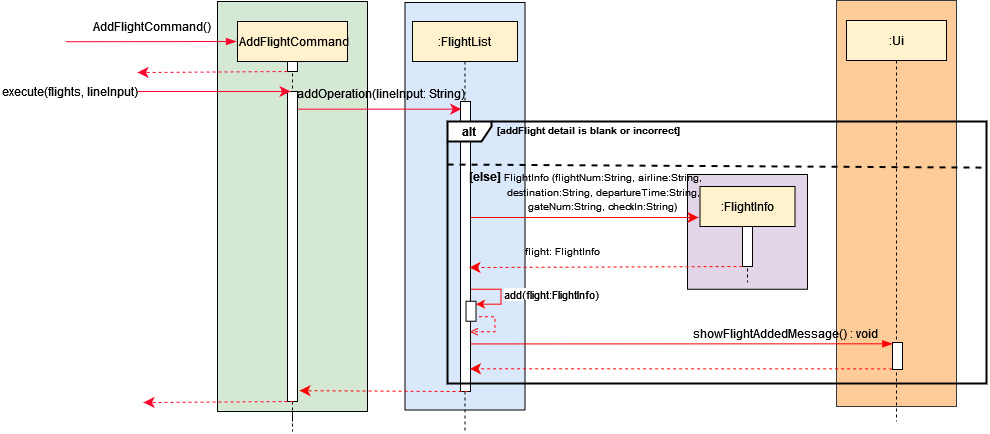 AddFlightCommand()
AddFlightCommand
:FlightList
:Ui
execute(flights, lineInput)
addOperation(lineInput: String)
alt
[addFlight detail is blank or incorrect]
[else] FlightInfo (flightNum:String, airline:String,
destination:String, departureTime:String,
gateNum:String, checkIn:String)
:FlightInfo
flight: FlightInfo
add(flight:FlightInfo)
showFlightAddedMessage() : void